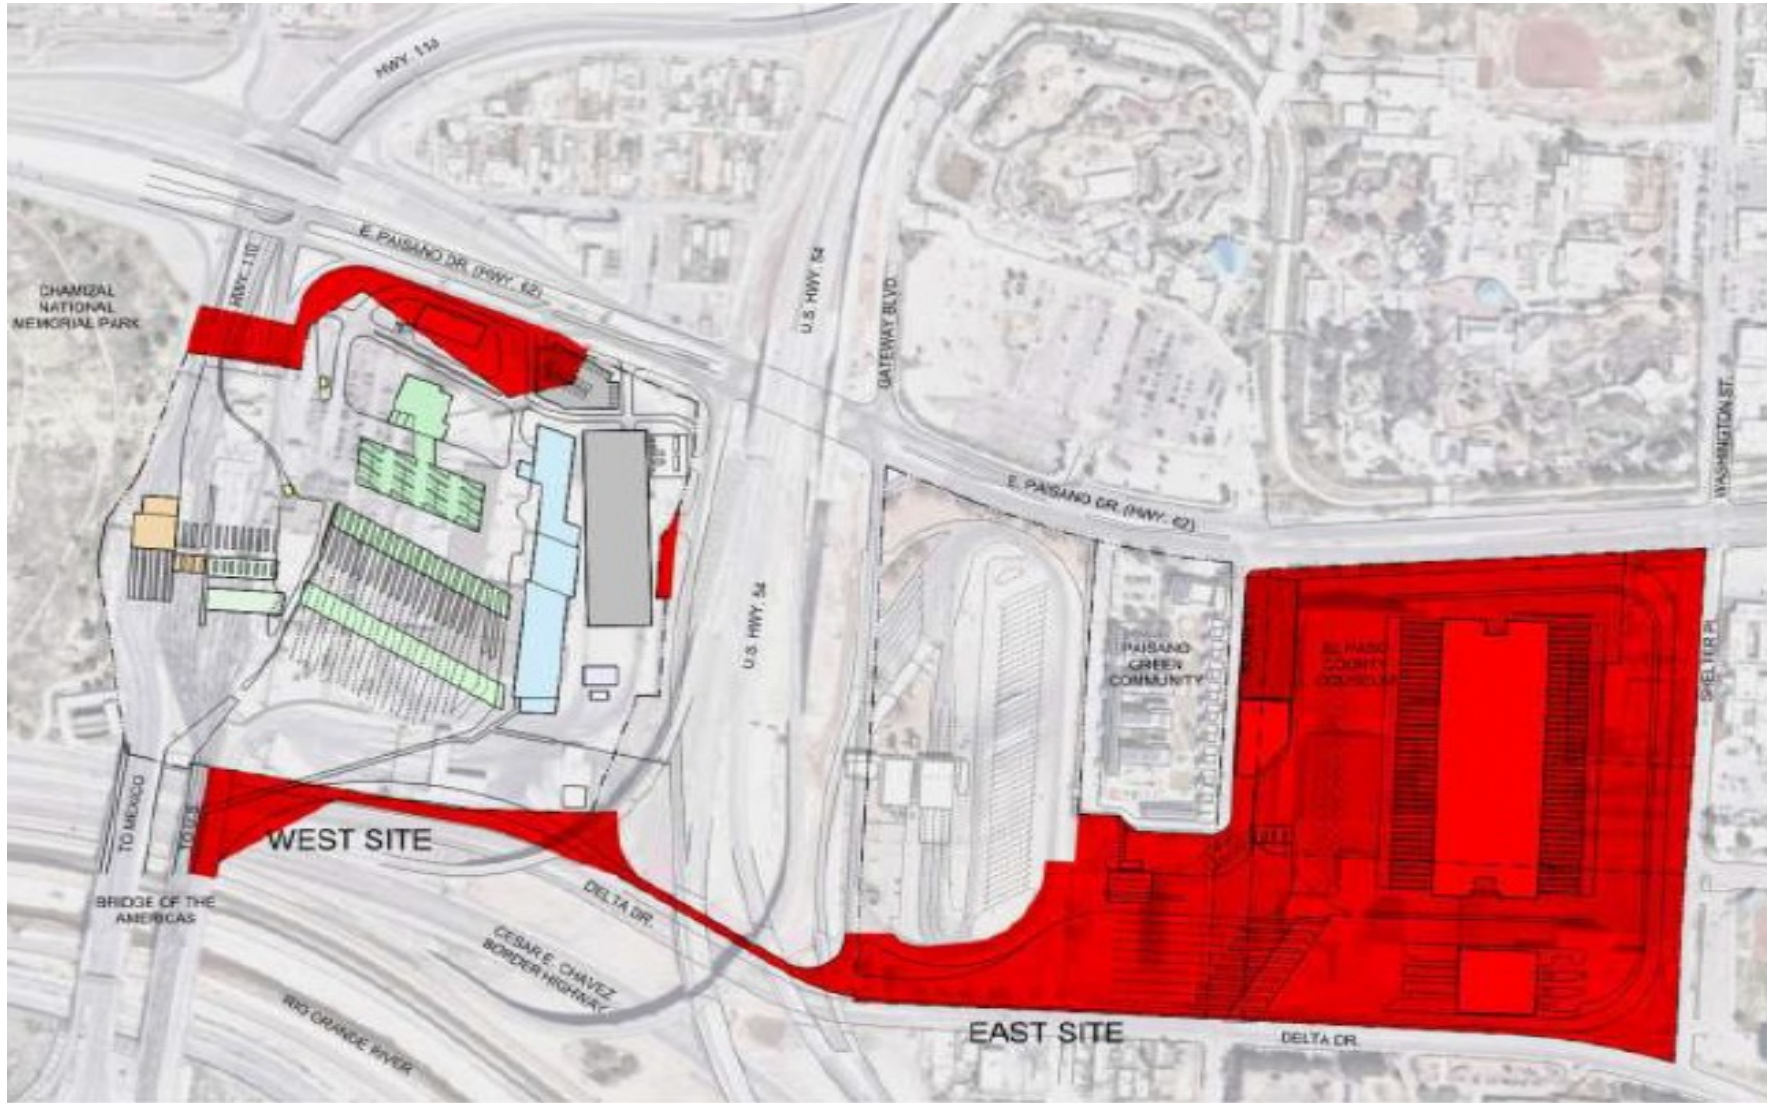 HWY. 110
E. PAISANO DR. (HWY. 62)
HWY. 110
CHAMIZAL
NATIONAL
MEMORIAL PARK
U.S. HWY. 54
GATEWAY BLVD
WASHINGTON ST.
E. PAISANO DR. (HWY. 62)
U.S. HWY. 54
PAISANO
GREEN
COMMUNITY
EL PASO
COUNTY
COLISEUM
SHELTER PL
TO MEXICO
TO U.S.
WEST SITE
DELTA DR.
BRIDGE OF THE
AMERICAS
CESAR E. CHAVEZ
BORDER HIGHWAY
RIO GRANDE RIVER
EAST SITE
DELTA DR.